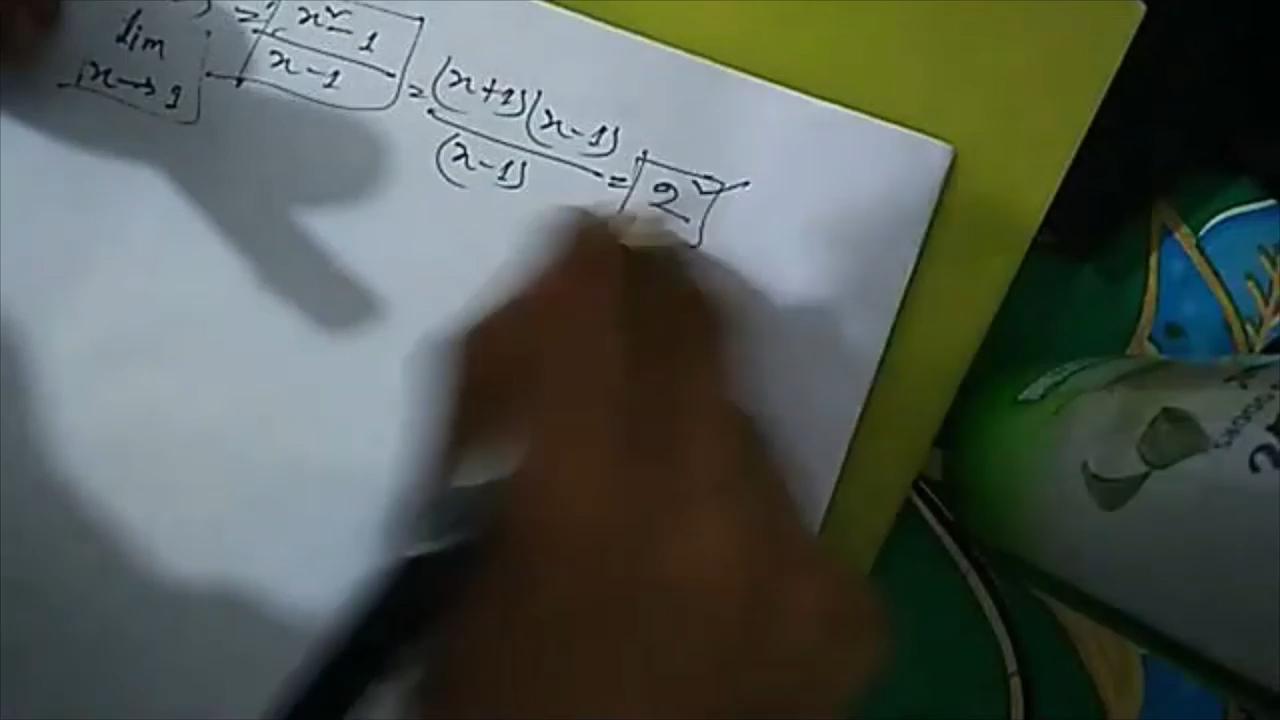 lim x→1 x²-1 / x-1 = (x+1)(x-1) / (x-1) = 2